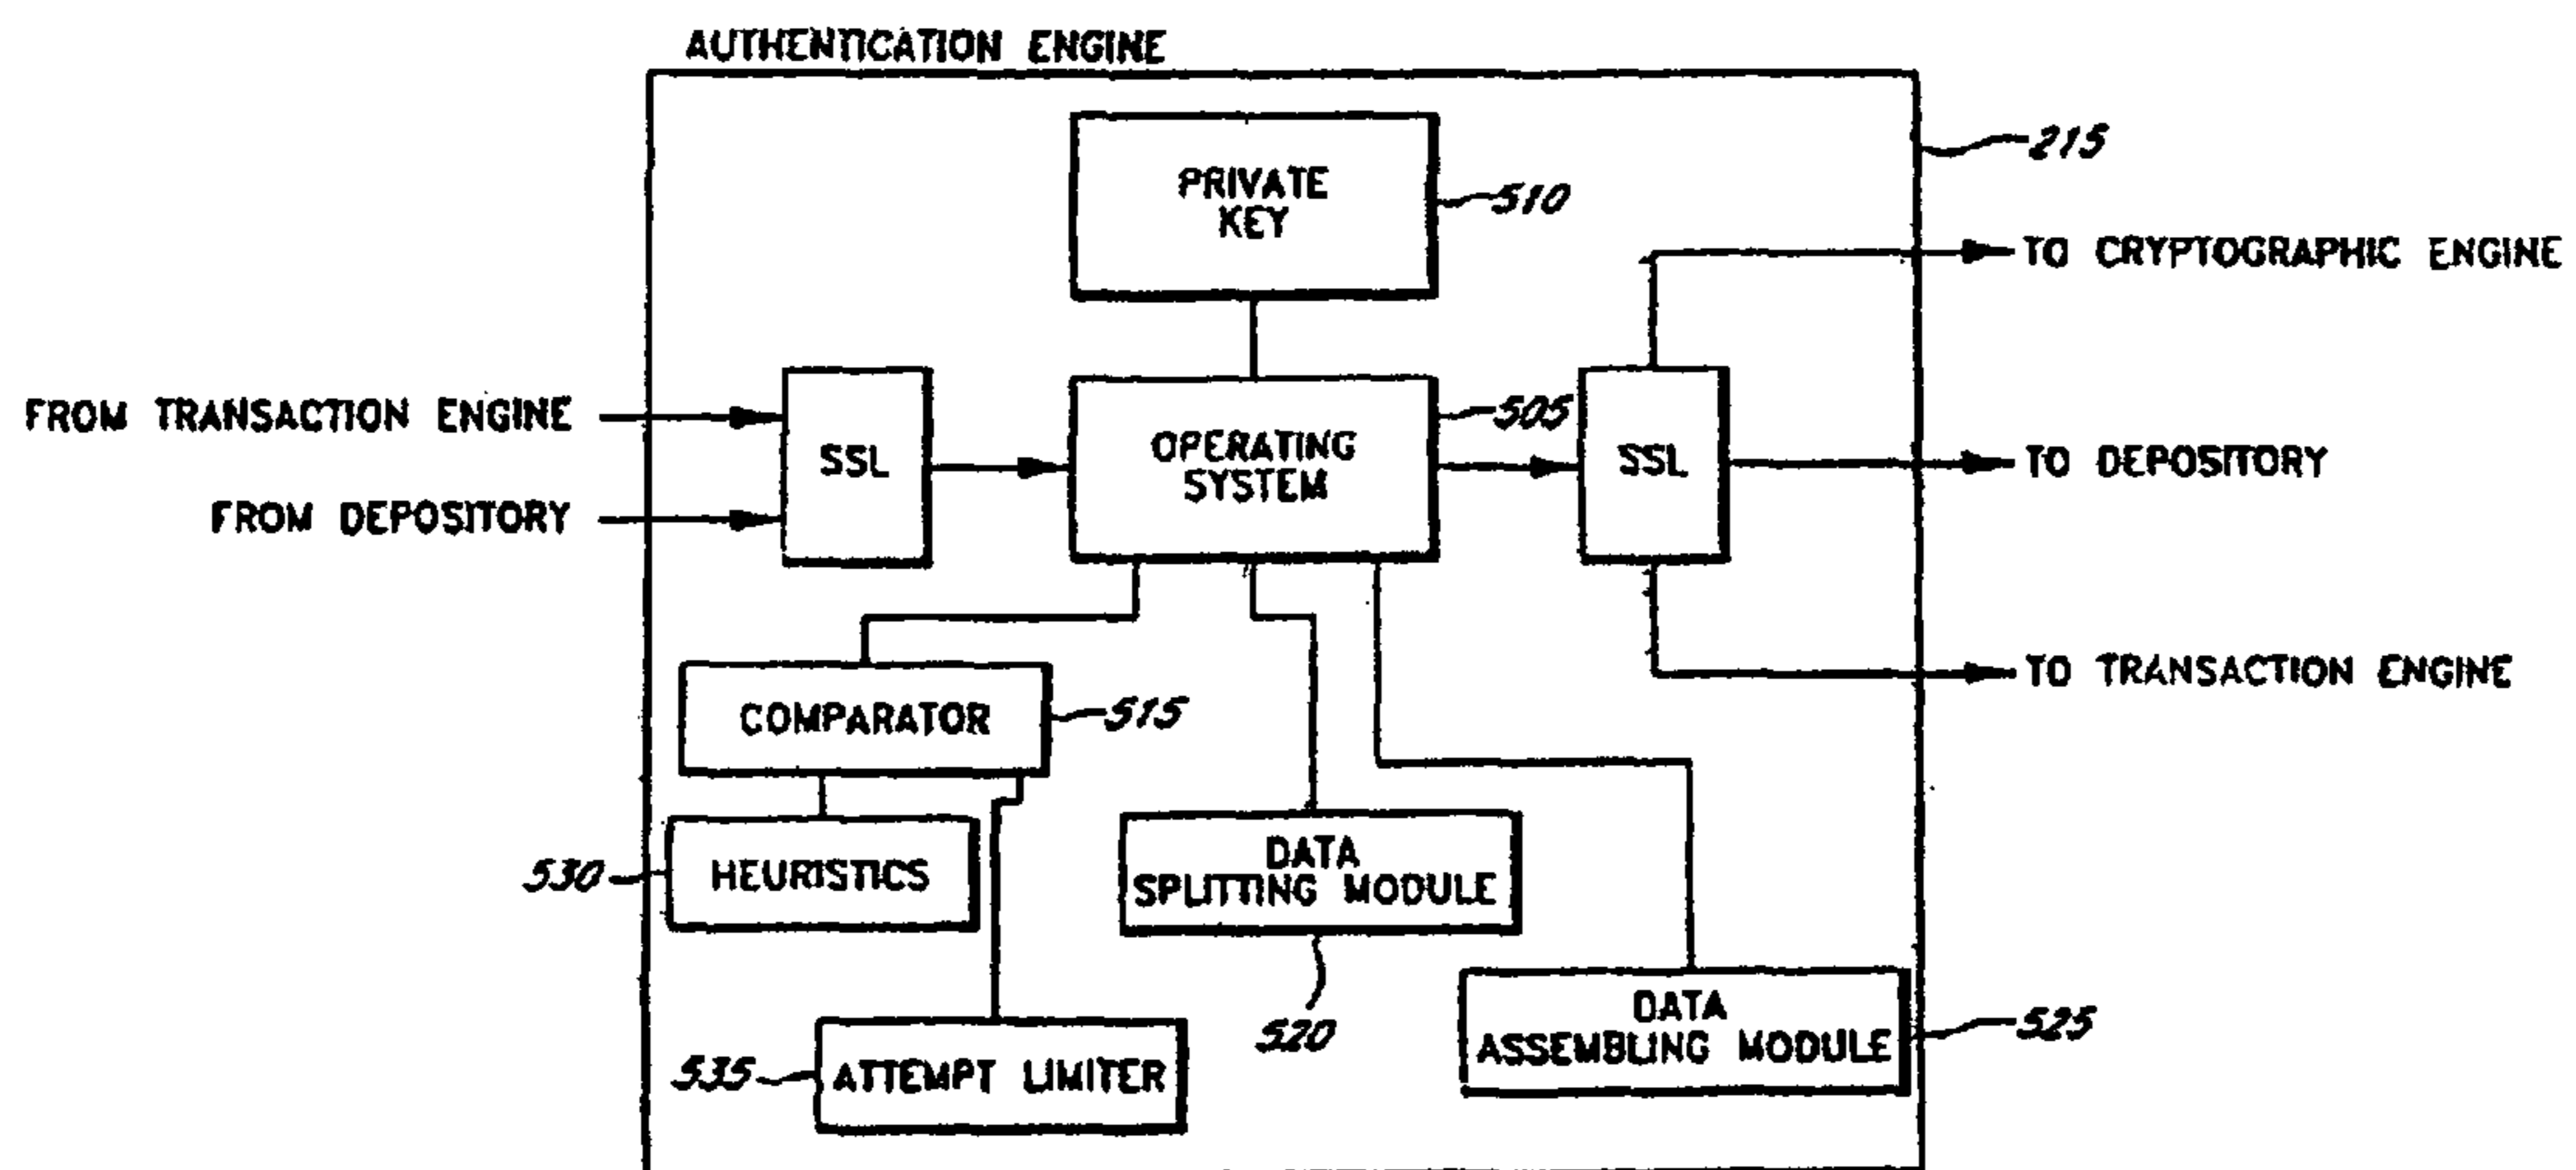 AUTHENTICATION ENGINE
215
PRIVATE
KEY
510
TO CRYPTOGRAPHIC ENGINE
FROM TRANSACTION ENGINE
FROM DEPOSITORY
SSL
OPERATING
SYSTEM
505
SSL
TO DEPOSITORY
TO TRANSACTION ENGINE
COMPARATOR
515
530
HEURISTICS
DATA
SPLITTING MODULE
520
DATA
ASSEMBLING MODULE
525
535
ATTEMPT LIMITER